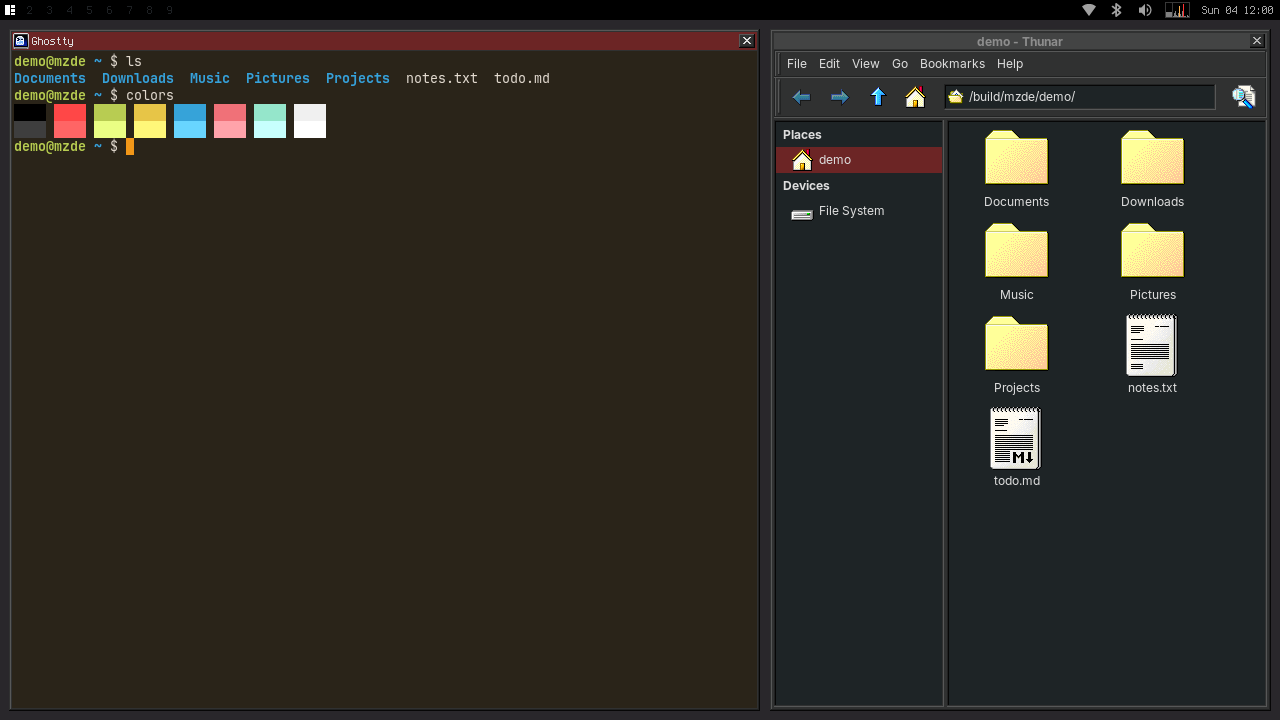 2 3 4 5 6 7 8 9
Sun 04 12:00
Ghostty
demo@mzde ~ $ ls
Documents Downloads Music Pictures Projects notes.txt todo.md
demo@mzde ~ $ colors
demo@mzde ~ $
demo - Thunar
File Edit View Go Bookmarks Help
/build/mzde/demo/
Places
demo
Devices
File System
Documents Downloads
Music Pictures
Projects notes.txt
M
todo.md